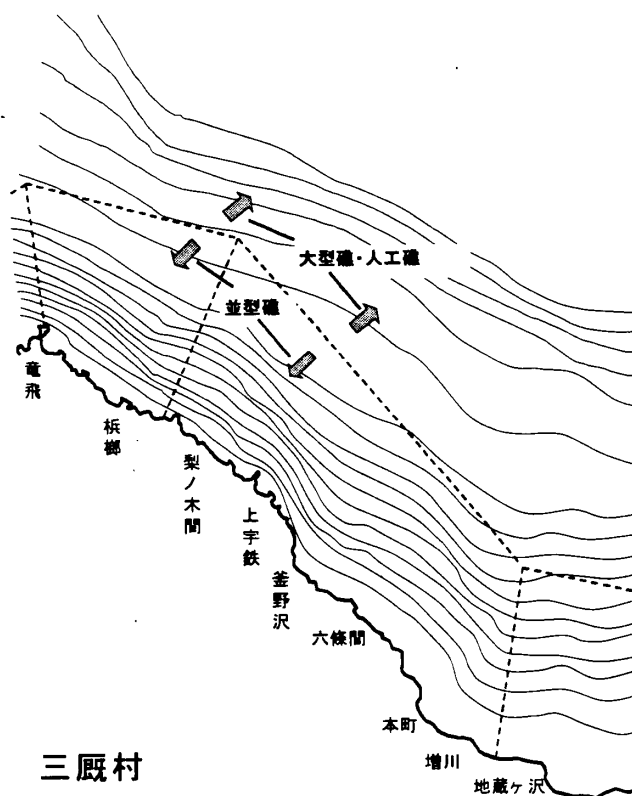 大型礁・人工礁
並型礁
竜飛
梹榔
梨ノ木間
上宇鉄
釜野沢
六條間
本町
増川
地蔵ヶ沢
三厩村